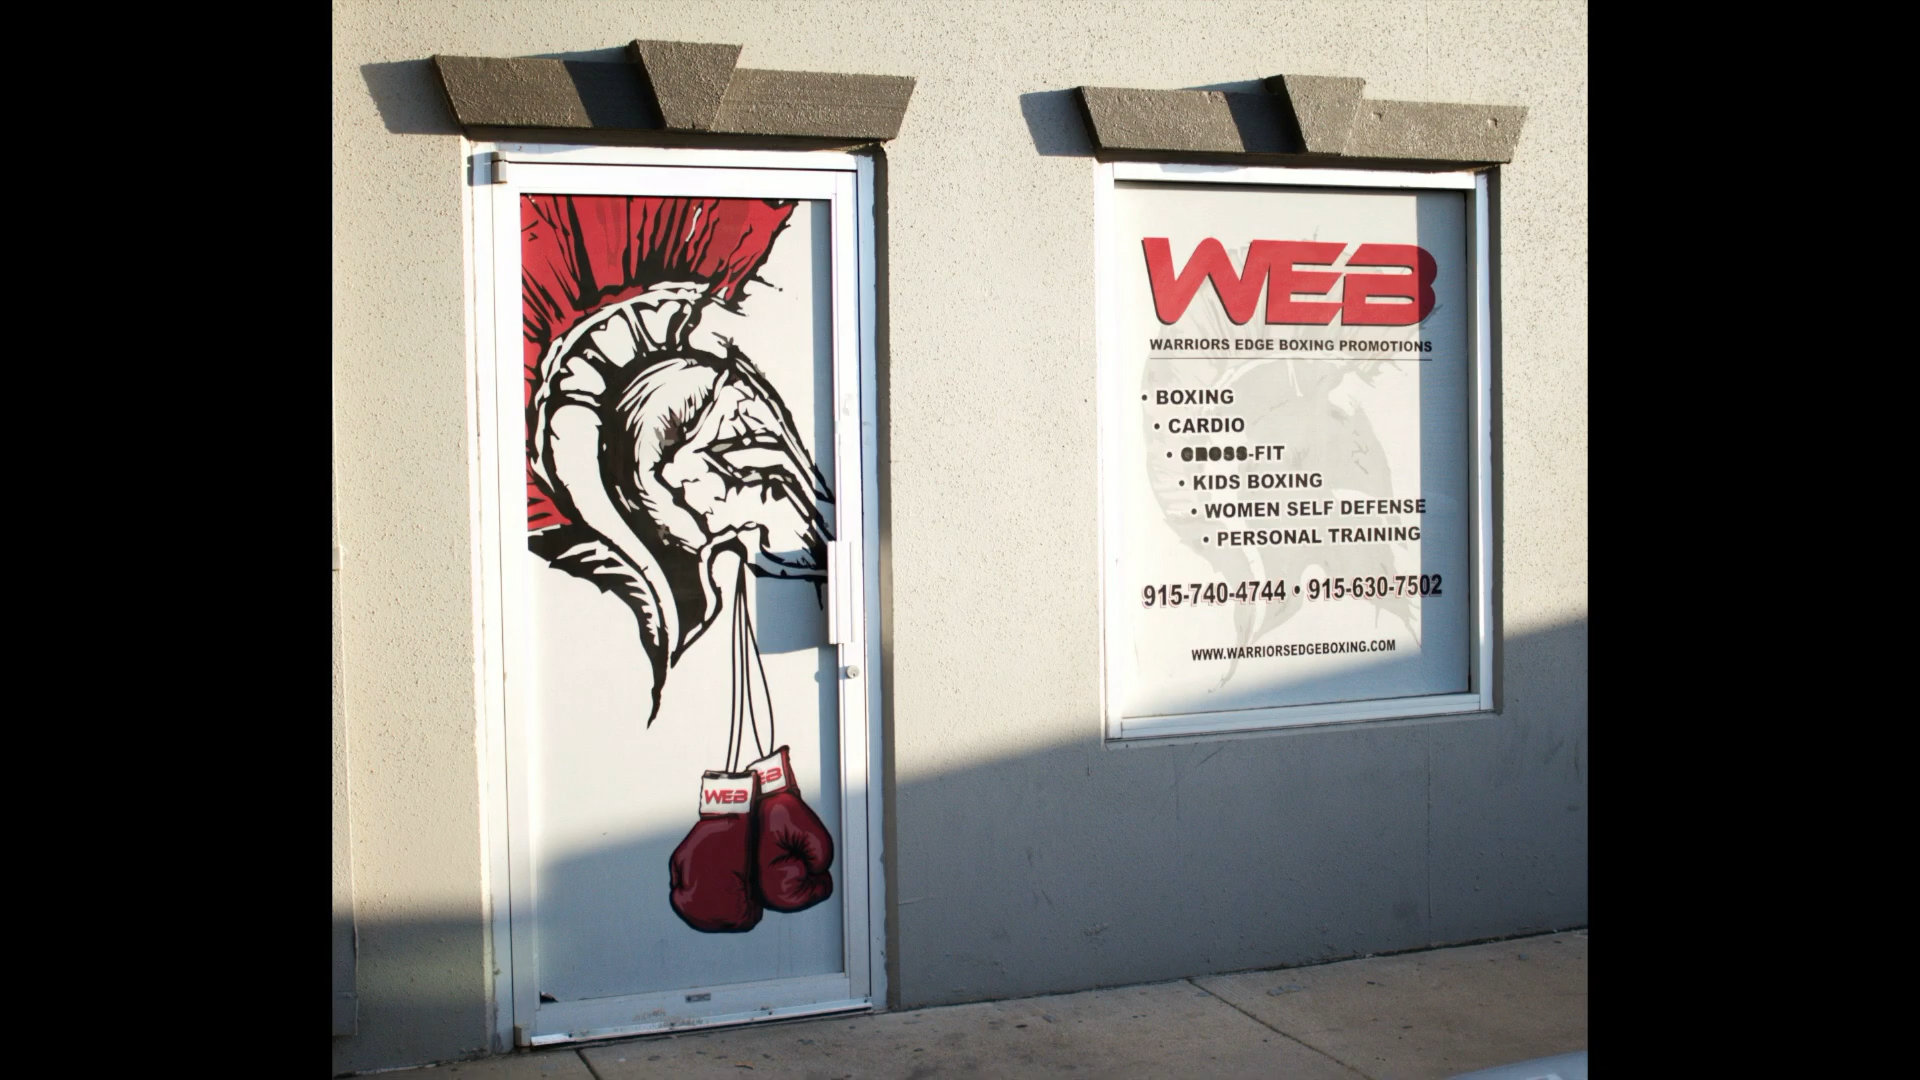 WEB
WARRIORS EDGE BOXING PROMOTIONS
• BOXING
• CARDIO
• CROSS-FIT
• KIDS BOXING
• WOMEN SELF DEFENSE
• PERSONAL TRAINING
915-740-4744 • 915-630-7502
WWW.WARRIORSEDGEBOXING.COM
WEB
EB